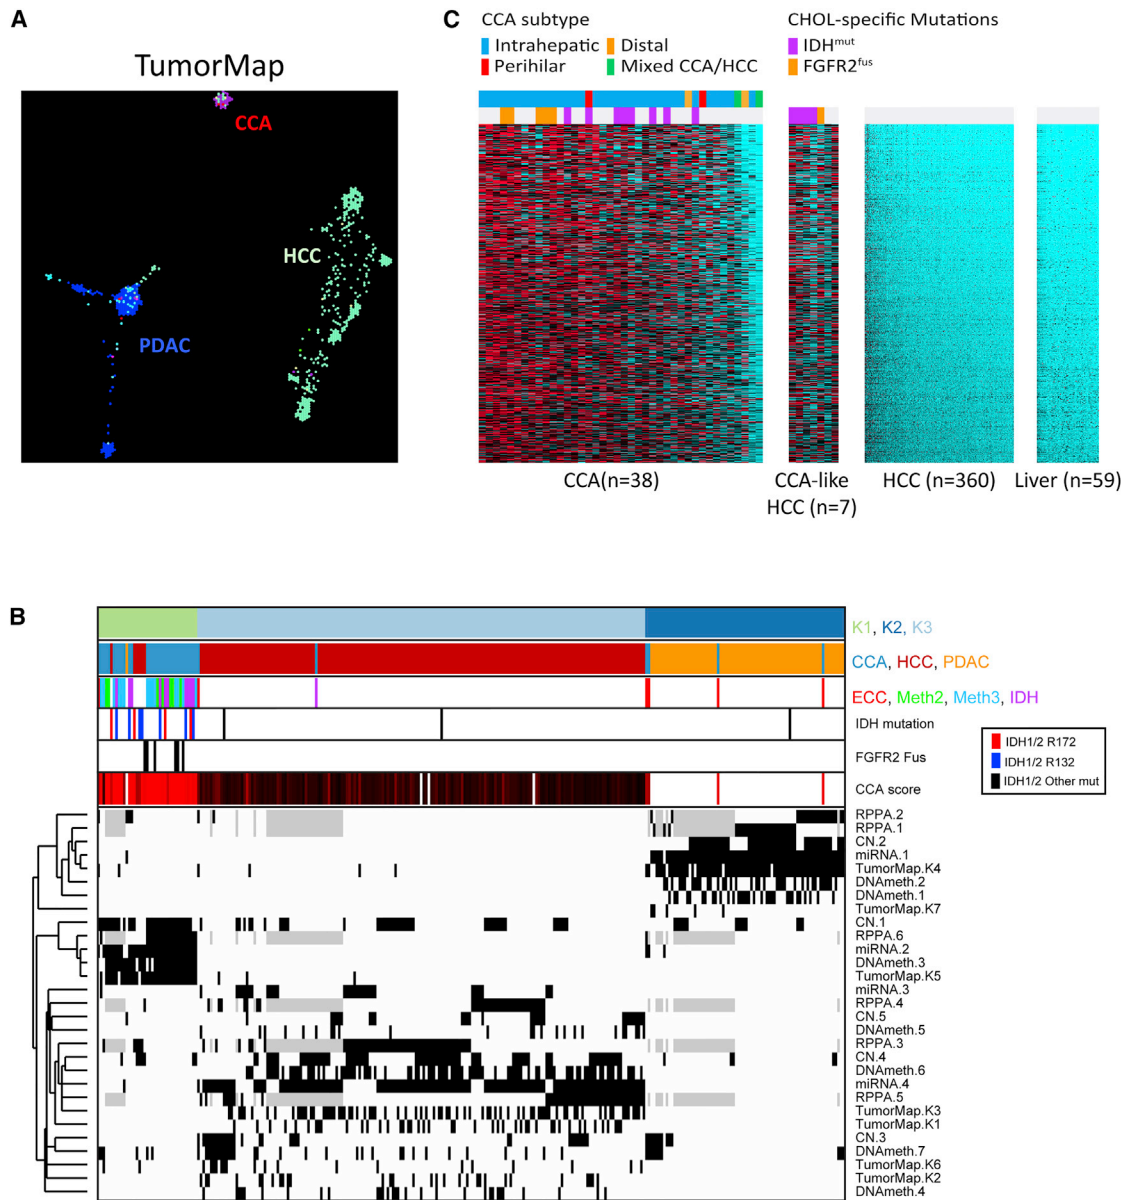 A
TumorMap
CCA
HCC
PDAC
C
CCA subtype
Intrahepatic
Distal
Perihilar
Mixed CCA/HCC
CHOL-specific Mutations
IDHmut
FGFR2fus
CCA(n=38)
CCA-like
HCC (n=7)
HCC (n=360)
Liver (n=59)
B
K1, K2, K3
CCA, HCC, PDAC
ECC, Meth2, Meth3, IDH
IDH mutation
FGFR2 Fus
CCA score
IDH1/2 R172
IDH1/2 R132
IDH1/2 Other mut
RPPA.2
RPPA.1
CN.2
miRNA.1
TumorMap.K4
DNAmeth.2
DNAmeth.1
TumorMap.K7
CN.1
RPPA.6
miRNA.2
DNAmeth.3
TumorMap.K5
miRNA.3
RPPA.4
CN.5
DNAmeth.5
RPPA.3
CN.4
DNAmeth.6
miRNA.4
RPPA.5
TumorMap.K3
TumorMap.K1
CN.3
DNAmeth.7
TumorMap.K6
TumorMap.K2
DNAmeth.4